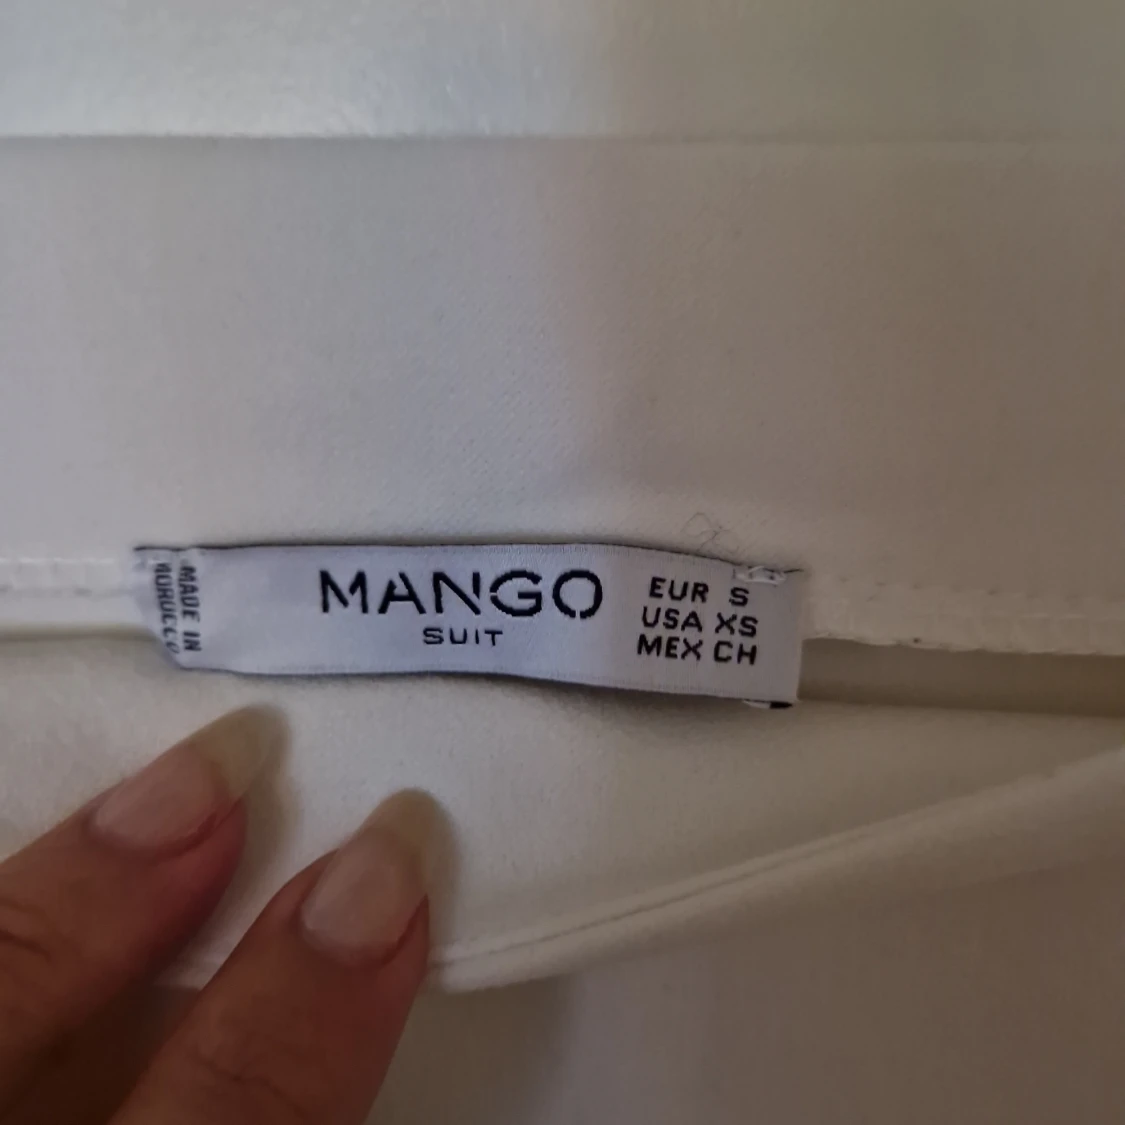 MADE IN
MOROCCO
MANGO
SUIT
EUR S
USA XS
MEX CH